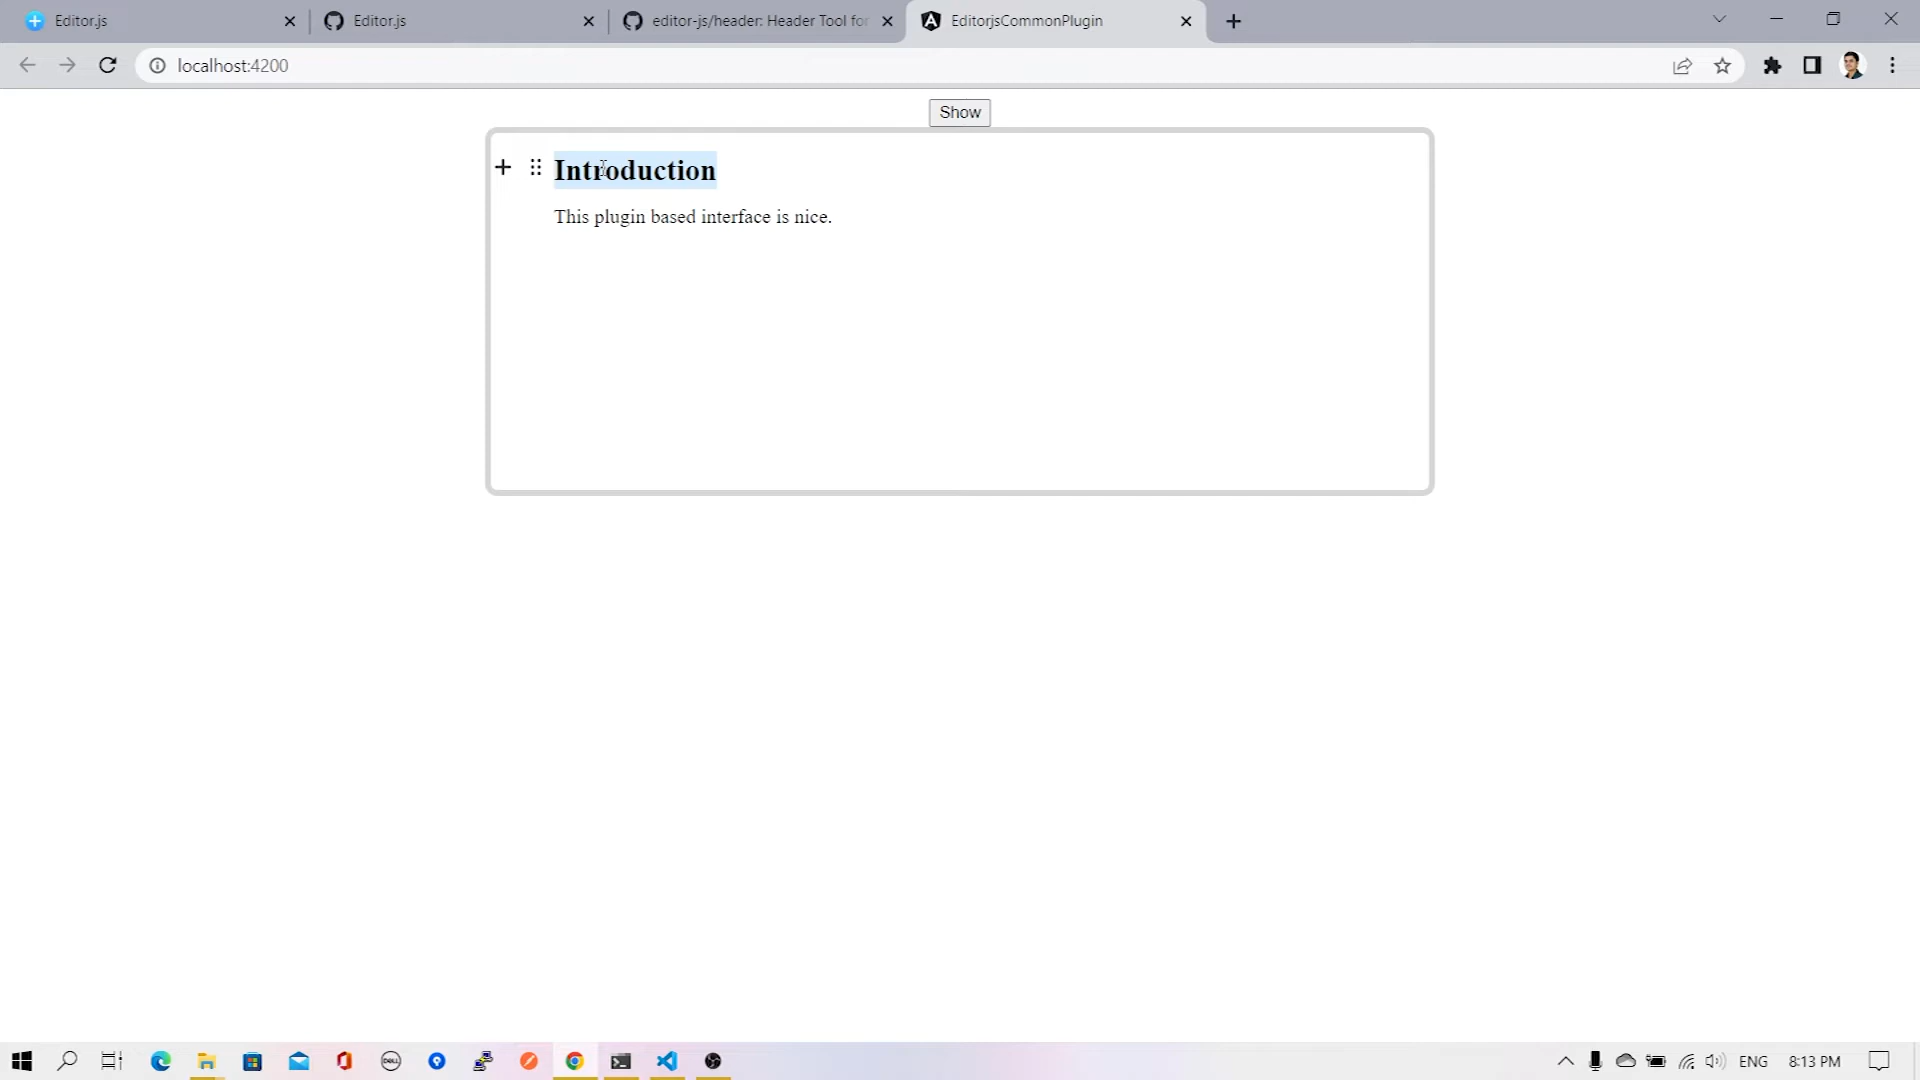 Editor.js
Editor.js
editor-js/header: Header Tool for
EditorjsCommonPlugin
localhost:4200
Show
Introduction
This plugin based interface is nice.
DELL
ENG
8:13 PM